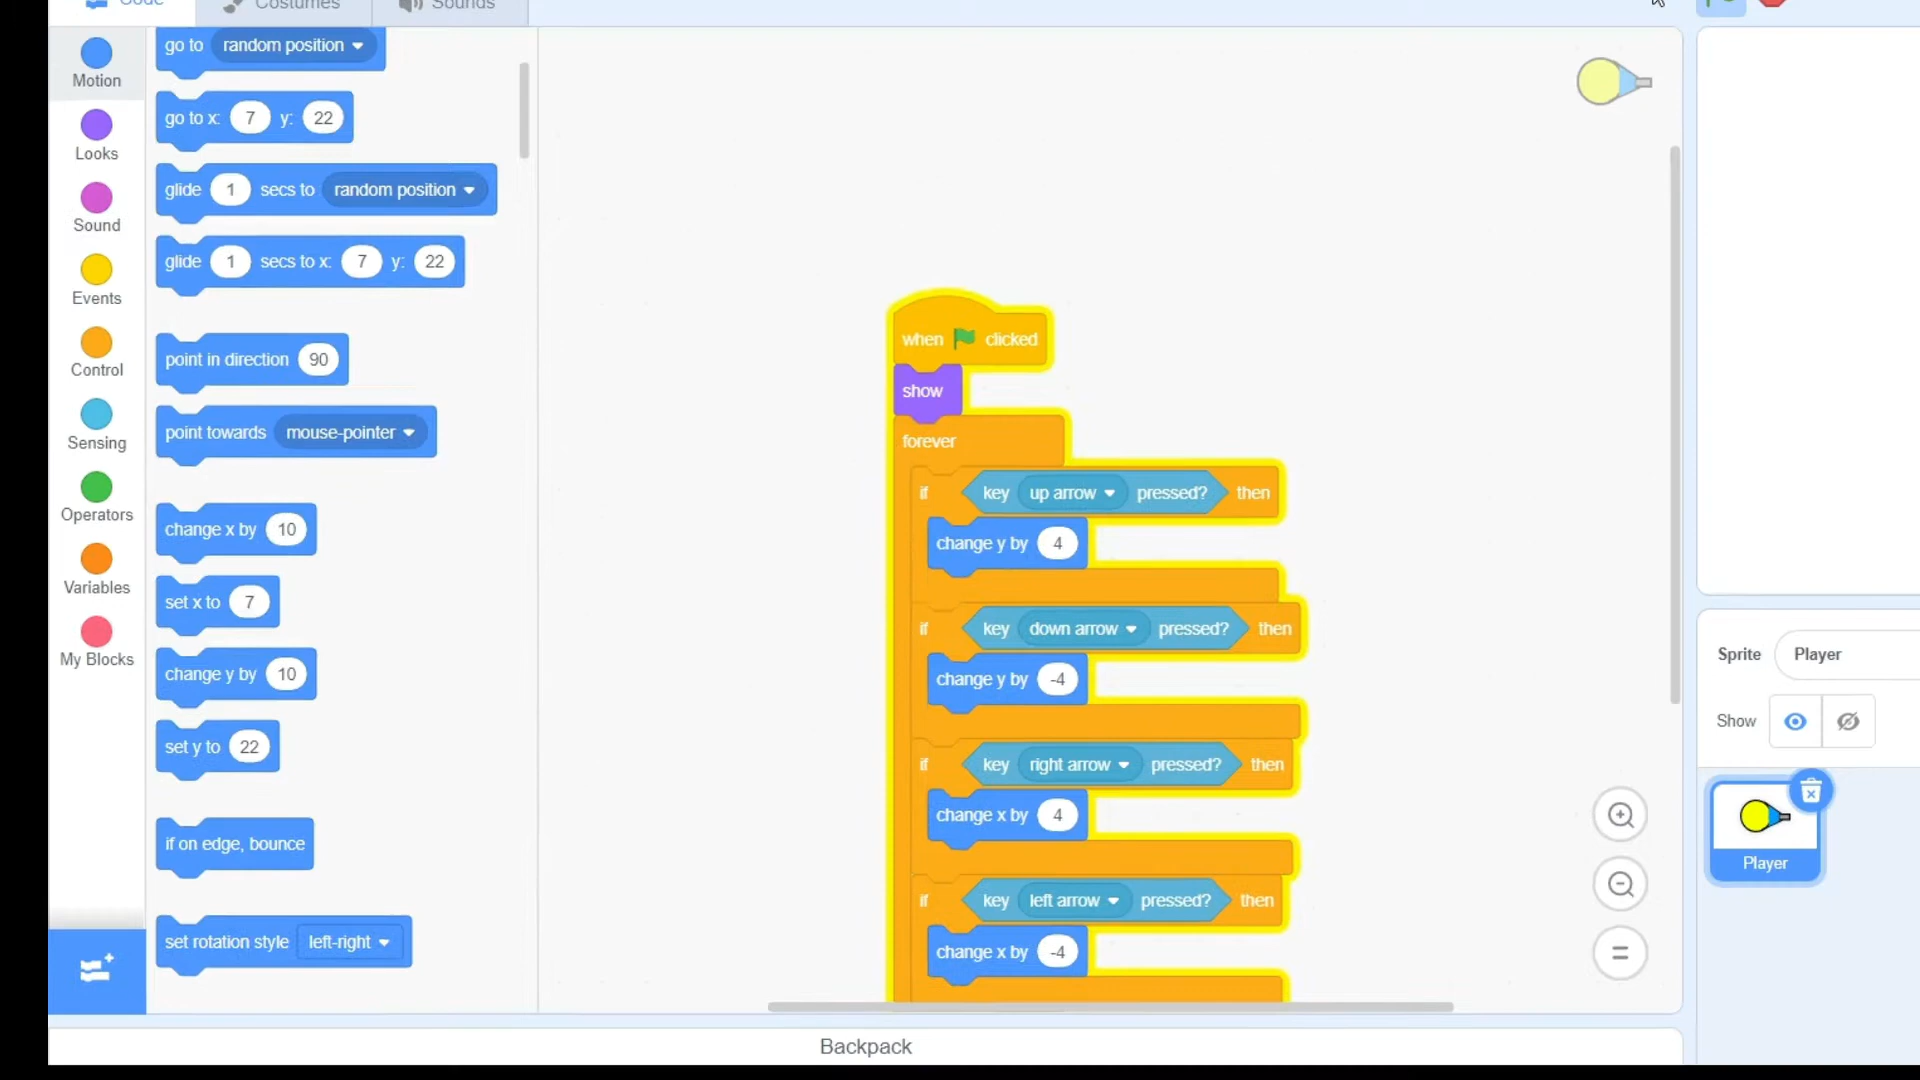 Code
Costumes
Sounds
Motion
Looks
Sound
Events
Control
Sensing
Operators
Variables
My Blocks
go to random position
go to x: 7 y: 22
glide 1 secs to random position
glide 1 secs to x: 7 y: 22
point in direction 90
point towards mouse-pointer
change x by 10
set x to 7
change y by 10
set y to 22
if on edge, bounce
set rotation style left-right
when clicked
show
forever
if key up arrow pressed? then
change y by 4
if key down arrow pressed? then
change y by -4
if key right arrow pressed? then
change x by 4
if key left arrow pressed? then
change x by -4
Sprite Player
Show
Player
Backpack